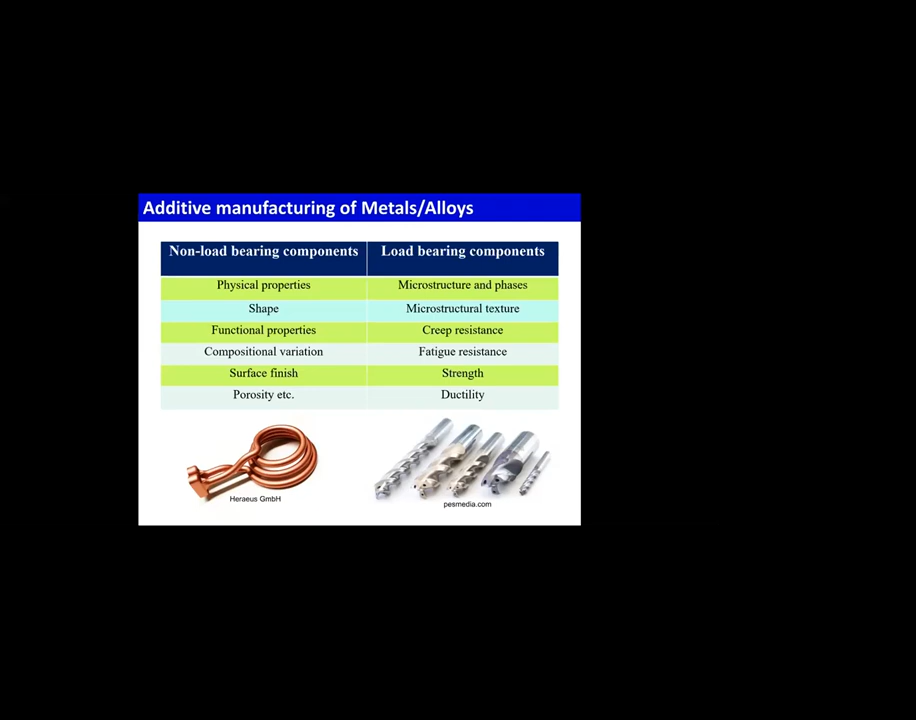 Additive manufacturing of Metals/Alloys
Non-load bearing components Load bearing components
Physical properties Microstructure and phases
Shape Microstructural texture
Functional properties Creep resistance
Compositional variation Fatigue resistance
Surface finish Strength
Porosity etc. Ductility
Heraeus GmbH
pesmedia.com